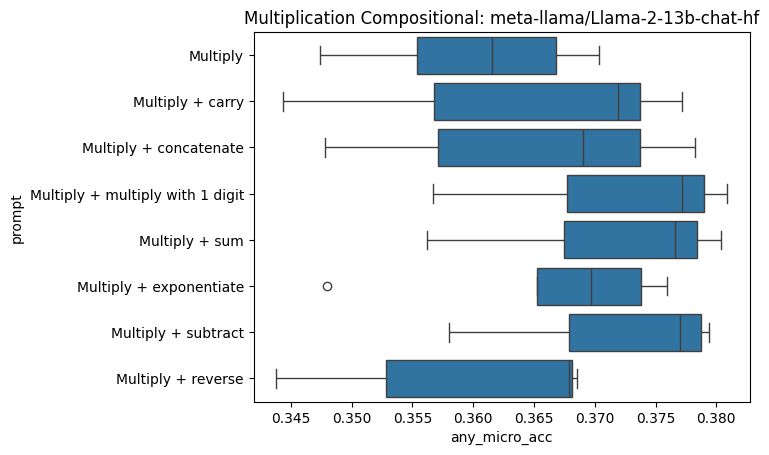 Multiplication Compositional: meta-llama/Llama-2-13b-chat-hf
prompt
Multiply
Multiply + carry
Multiply + concatenate
Multiply + multiply with 1 digit
Multiply + sum
Multiply + exponentiate
Multiply + subtract
Multiply + reverse
0.345 0.350 0.355 0.360 0.365 0.370 0.375 0.380
any_micro_acc